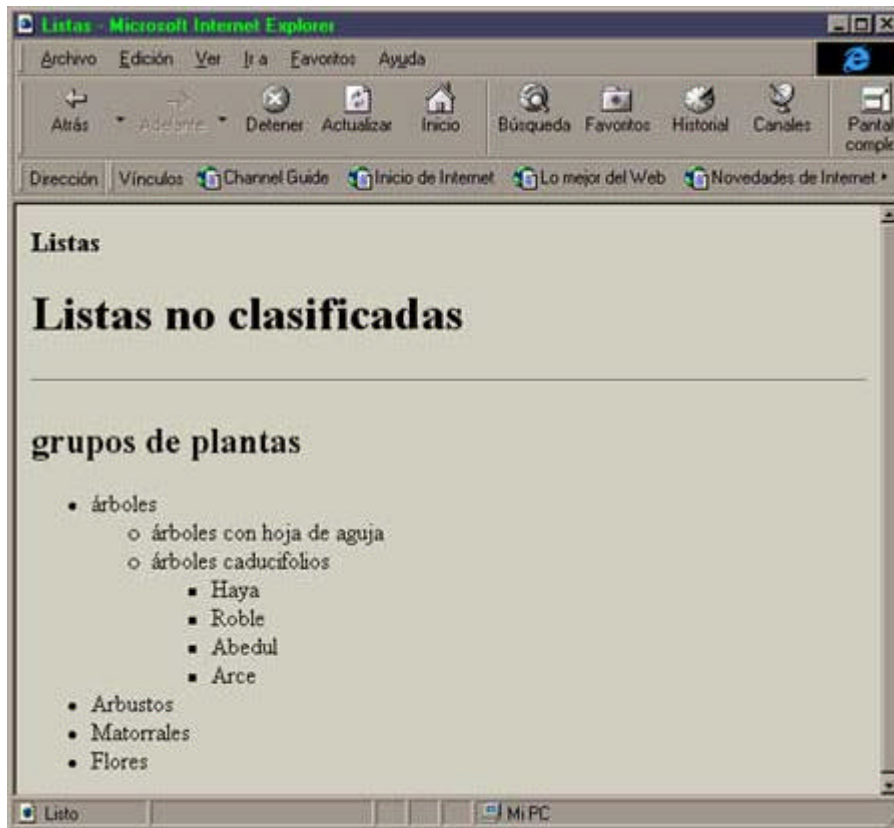 Listas - Microsoft Internet Explorer
Archivo Edición Ver Ir a Favoritos Ayuda
Atrás Adelante Detener Actualizar Inicio Búsqueda Favoritos Historial Canales Pantal
comple
Dirección Vínculos Channel Guide Inicio de Internet Lo mejor del Web Novedades de Internet
Listas
Listas no clasificadas
grupos de plantas
árboles
árboles con hoja de aguja
árboles caducifolios
Haya
Roble
Abedul
Arce
Arbustos
Matorrales
Flores
Listo Mi PC